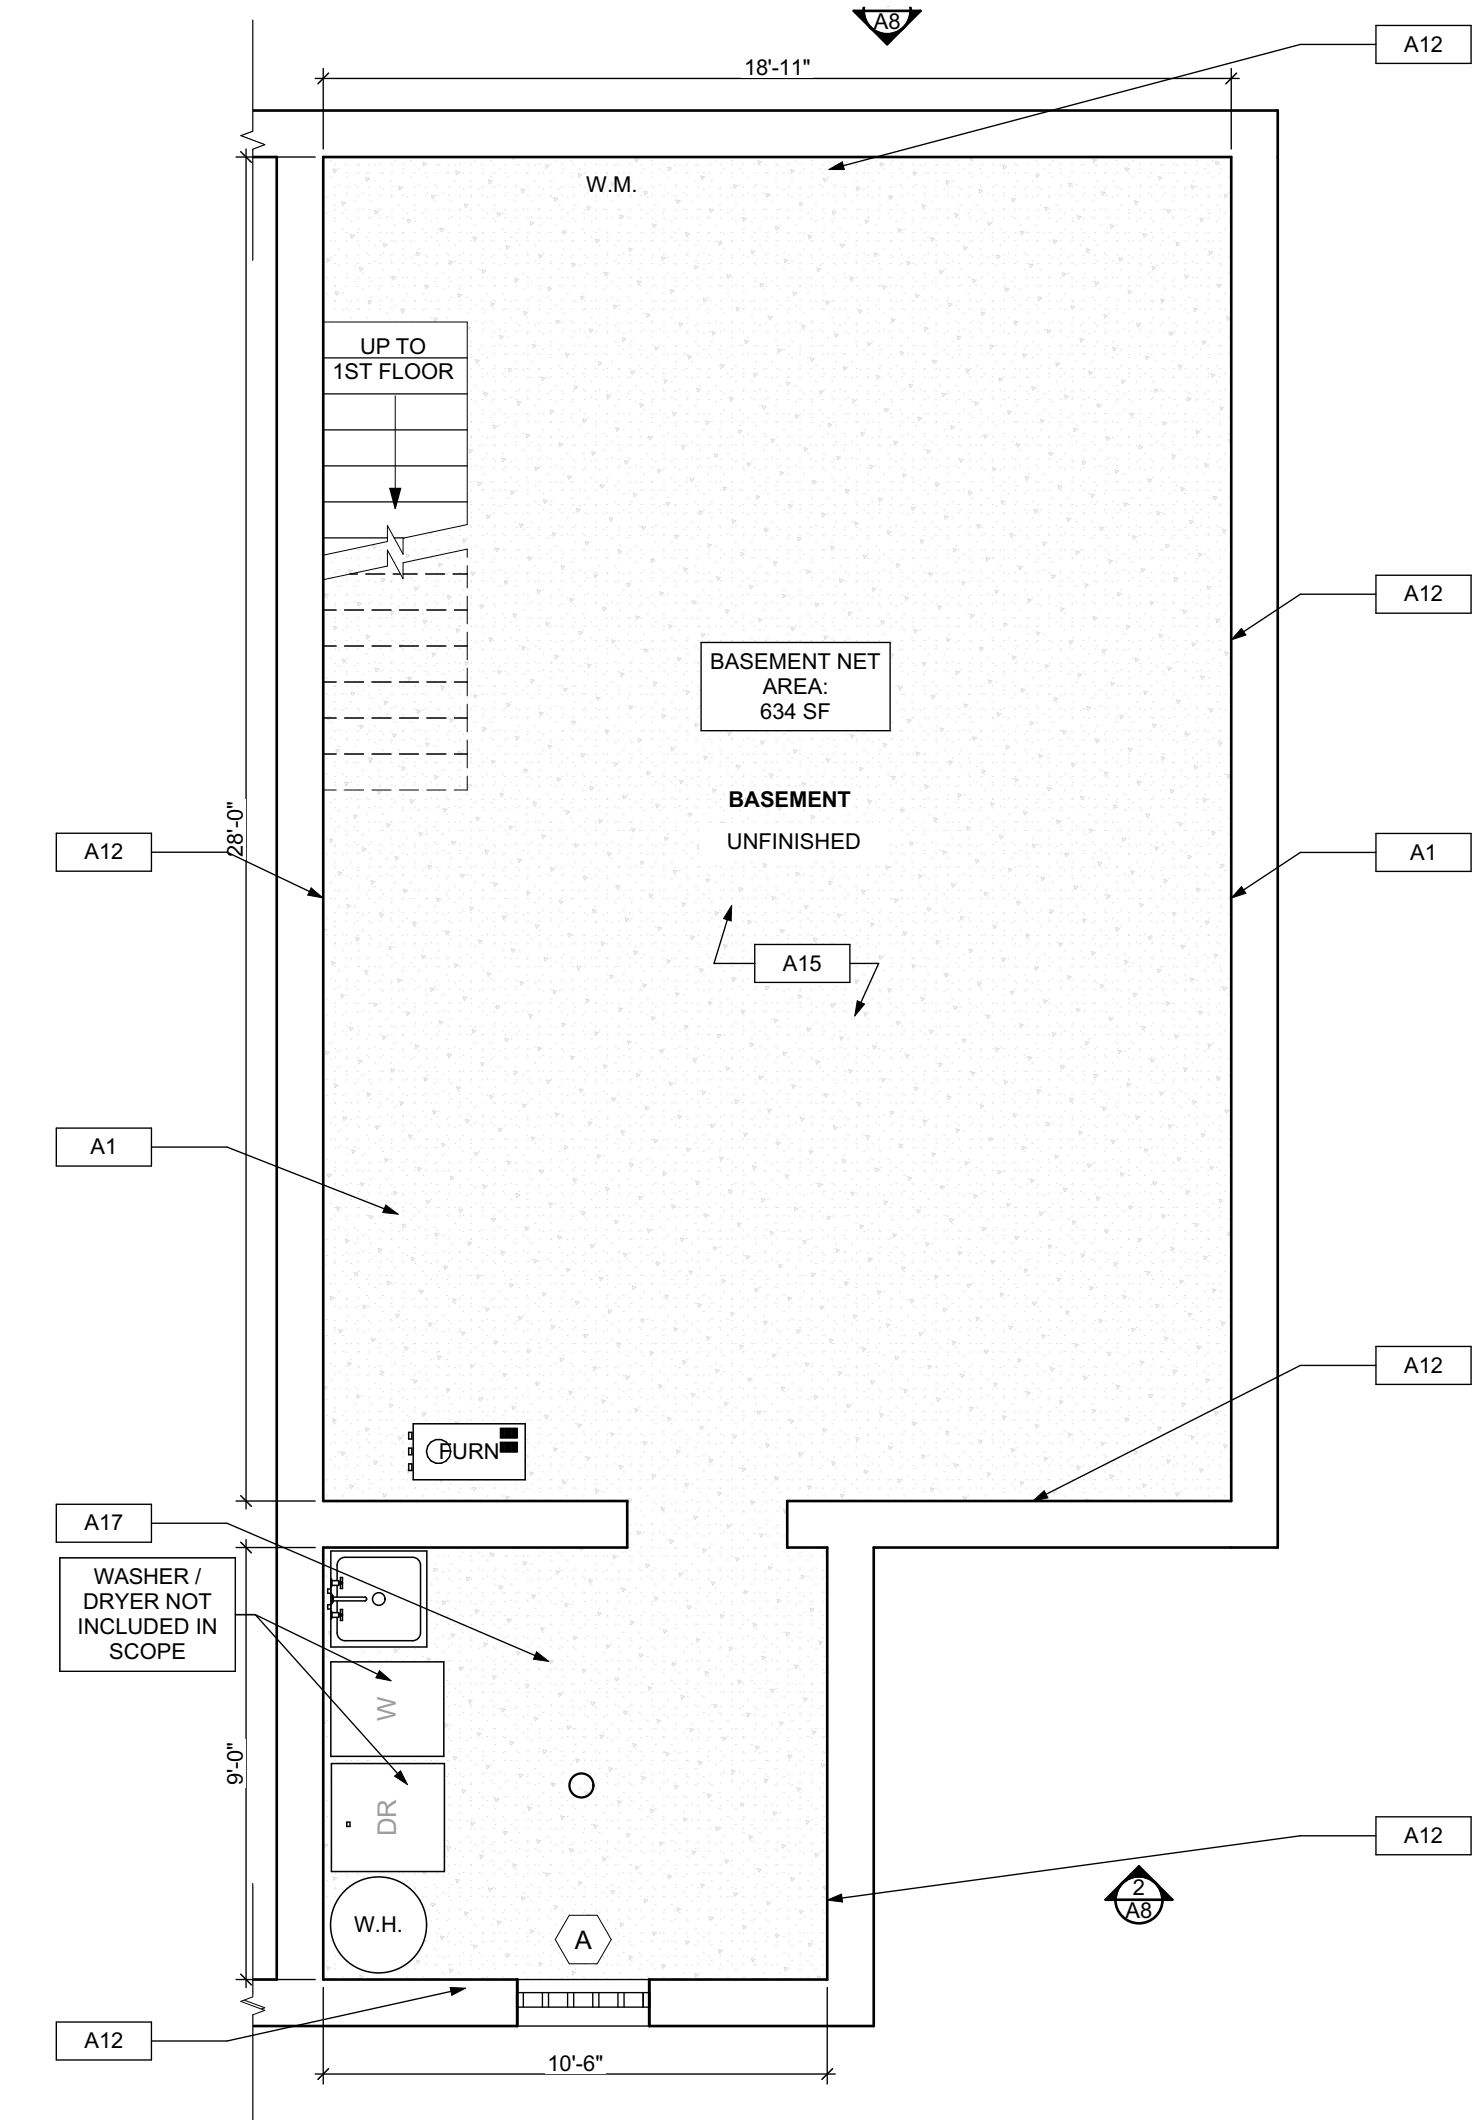 A8
A12
18'-11"
W.M.
UP TO
1ST FLOOR
A12
BASEMENT NET
AREA:
634 SF
BASEMENT
UNFINISHED
28'-0"
A12
A1
A15
A1
A12
FURN
A17
WASHER /
DRYER NOT
INCLUDED IN
SCOPE
W
9'-0"
DR
A12
2
A8
W.H.
A
A12
10'-6"